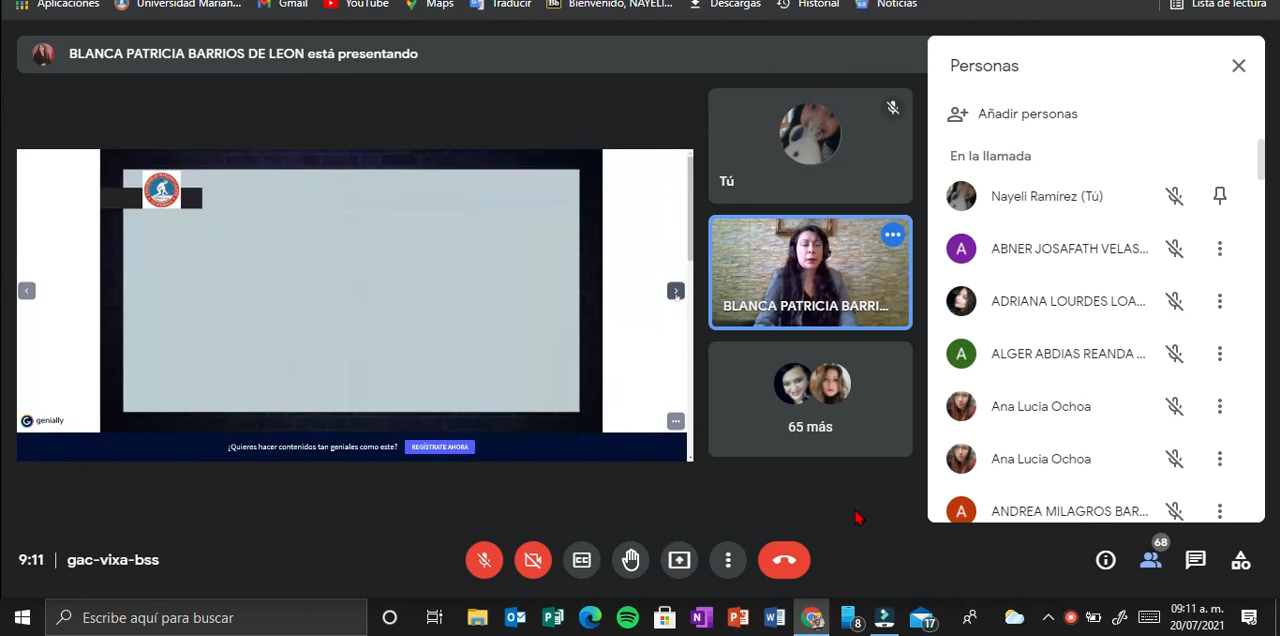 Aplicaciones
Universidad Marian...
Gmail
YouTube
Maps
Traducir
Bb
Bienvenido, NAYELI...
Descargas
Historial
Noticias
Lista de lectura
BLANCA PATRICIA BARRIOS DE LEON está presentando
Tú
BLANCA PATRICIA BARRI...
65 más
genially
¿Quieres hacer contenidos tan geniales como este?
REGÍSTRATE AHORA
Personas
Añadir personas
En la llamada
Nayeli Ramírez (Tú)
A
ABNER JOSAFATH VELAS...
ADRIANA LOURDES LOA...
A
ALGER ABDIAS REANDA ...
Ana Lucia Ochoa
Ana Lucia Ochoa
A
ANDREA MILAGROS BAR...
9:11
gac-vixa-bss
68
Escribe aquí para buscar
8
17
09:11 a. m.
20/07/2021